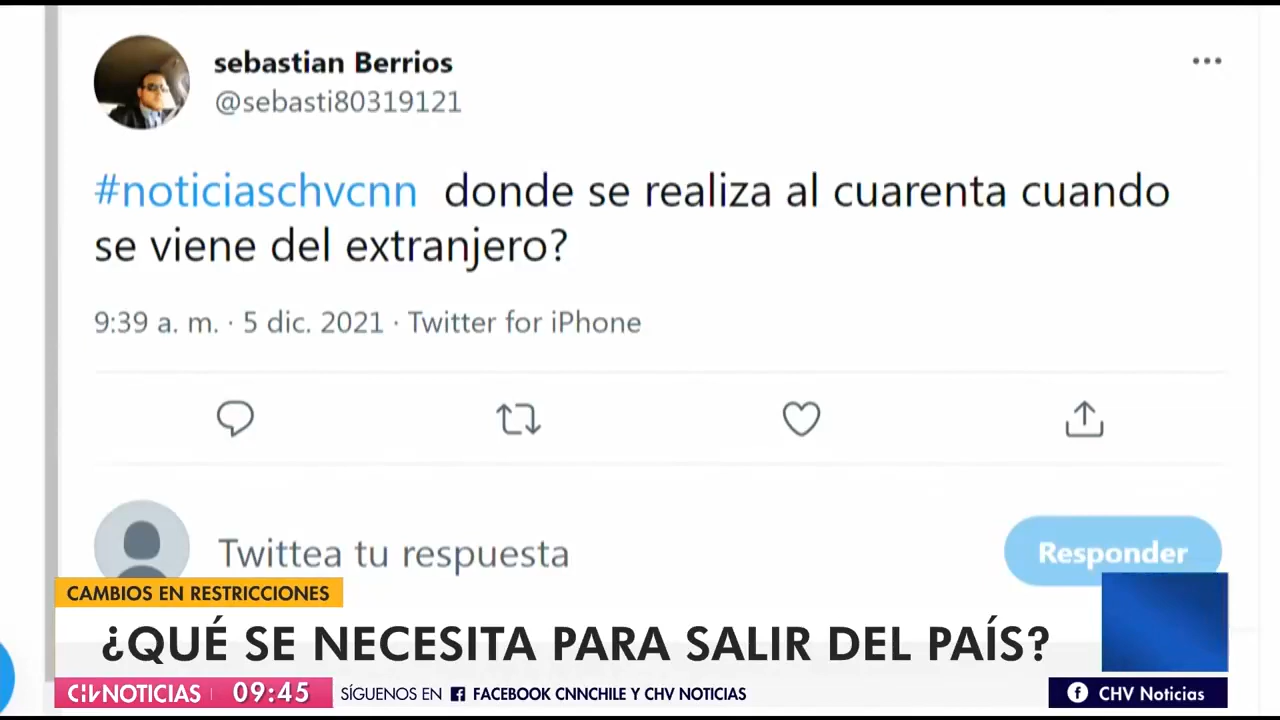 sebastian Berrios
@sebasti80319121
#noticiaschvcnn donde se realiza al cuarenta cuando
se viene del extranjero?
9:39 a. m. · 5 dic. 2021 · Twitter for iPhone
Twittea tu respuesta
Responder
CAMBIOS EN RESTRICCIONES
¿QUÉ SE NECESITA PARA SALIR DEL PAÍS?
CHV NOTICIAS 09:45 SÍGUENOS EN FACEBOOK CNNCHILE Y CHV NOTICIAS
CHV Noticias